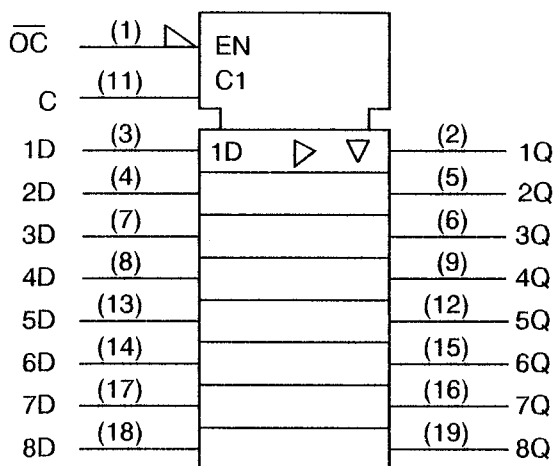 O̅C̅ (1) EN
C (11) C1
1D (3) 1D (2) 1Q
2D (4) (5) 2Q
3D (7) (6) 3Q
4D (8) (9) 4Q
5D (13) (12) 5Q
6D (14) (15) 6Q
7D (17) (16) 7Q
8D (18) (19) 8Q